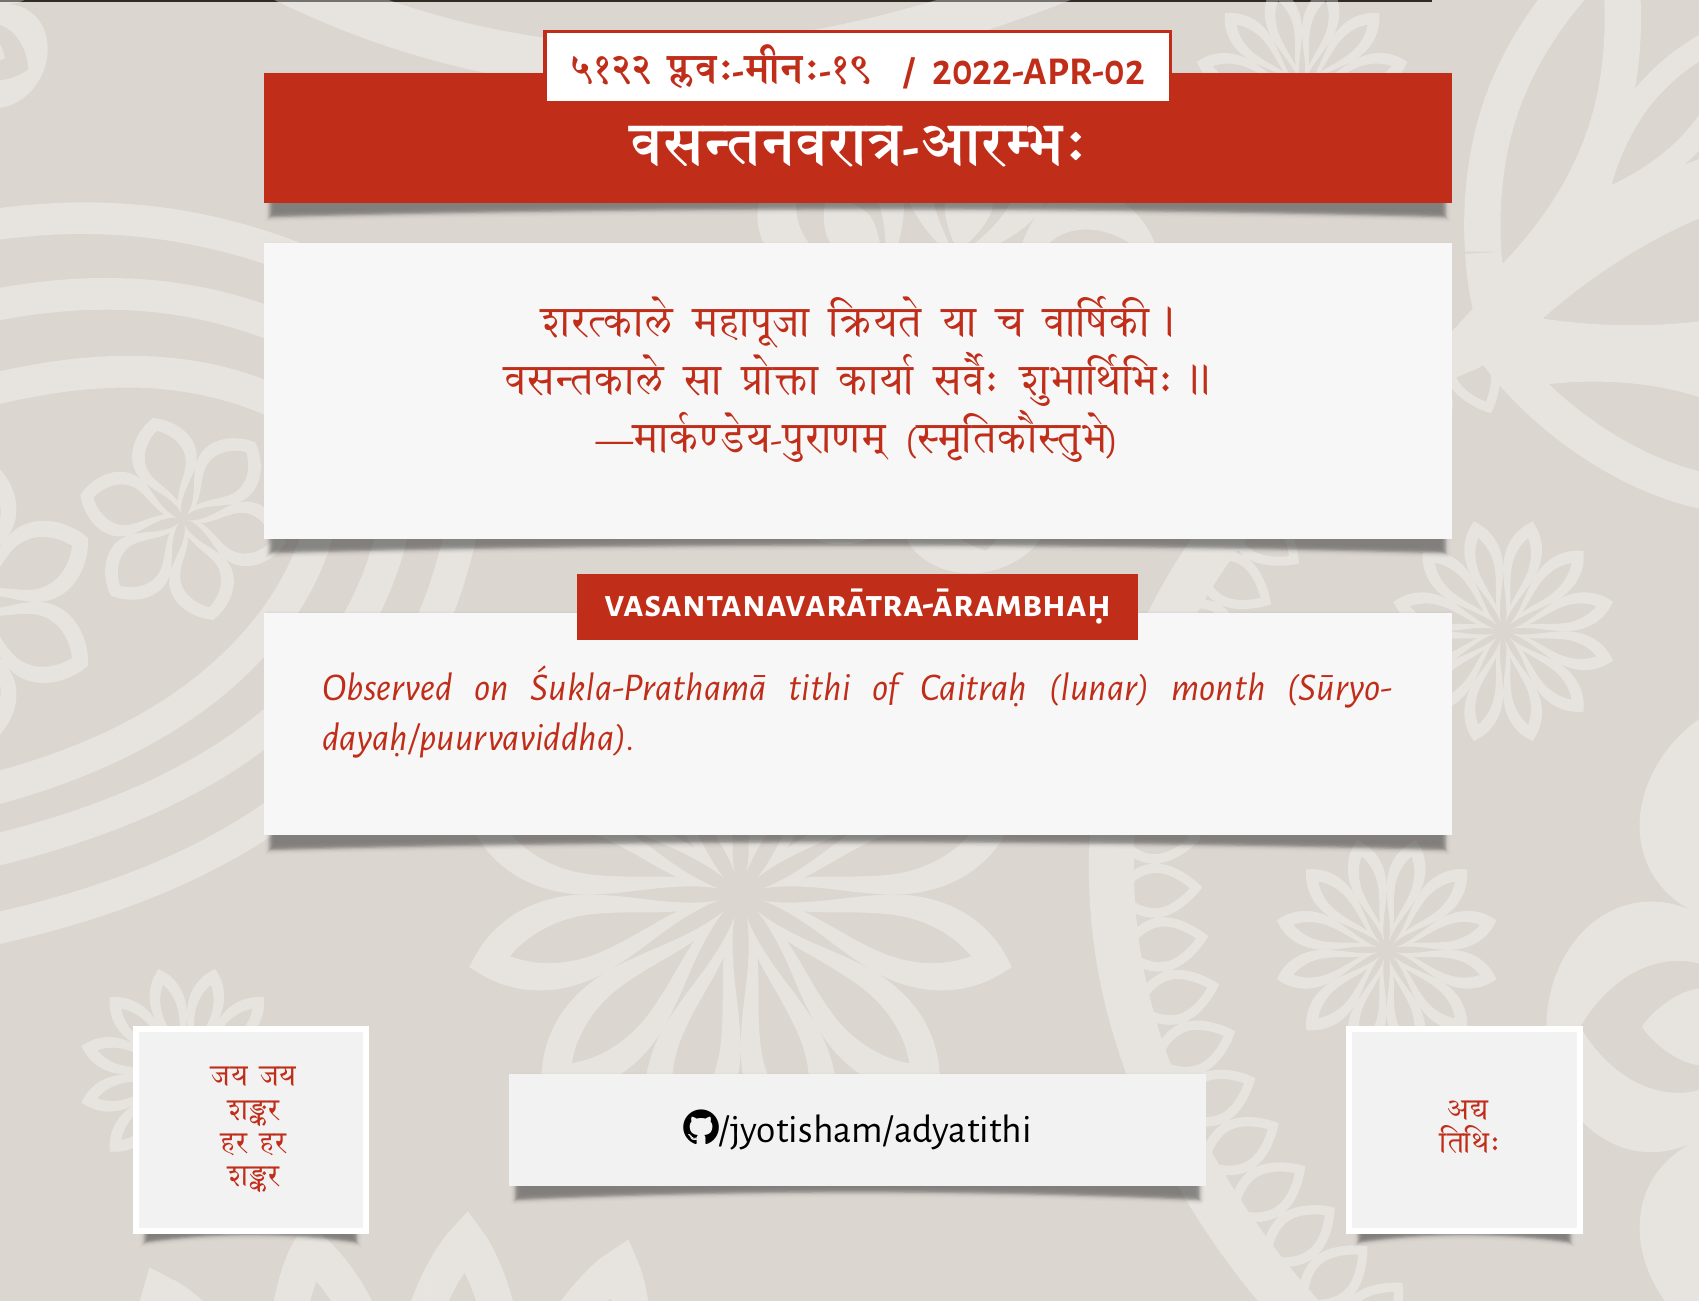 ५१२२ प्लवः-मीनः-१९ / 2022-APR-02
वसन्तनवरात्र-आरम्भः
शरत्काले महापूजा क्रियते या च वार्षिकी ।
वसन्तकाले सा प्रोक्ता कार्या सर्वैः शुभार्थिभिः ॥
—मार्कण्डेय-पुराणम् (स्मृतिकौस्तुभे)
VASANTANAVARĀTRA-ĀRAMBHAḤ
Observed on Śukla-Prathamā tithi of Caitraḥ (lunar) month (Sūryo-
dayaḥ/puurvaviddha).
जय जय
शङ्कर
हर हर
शङ्कर
/jyotisham/adyatithi
अद्य
तिथिः